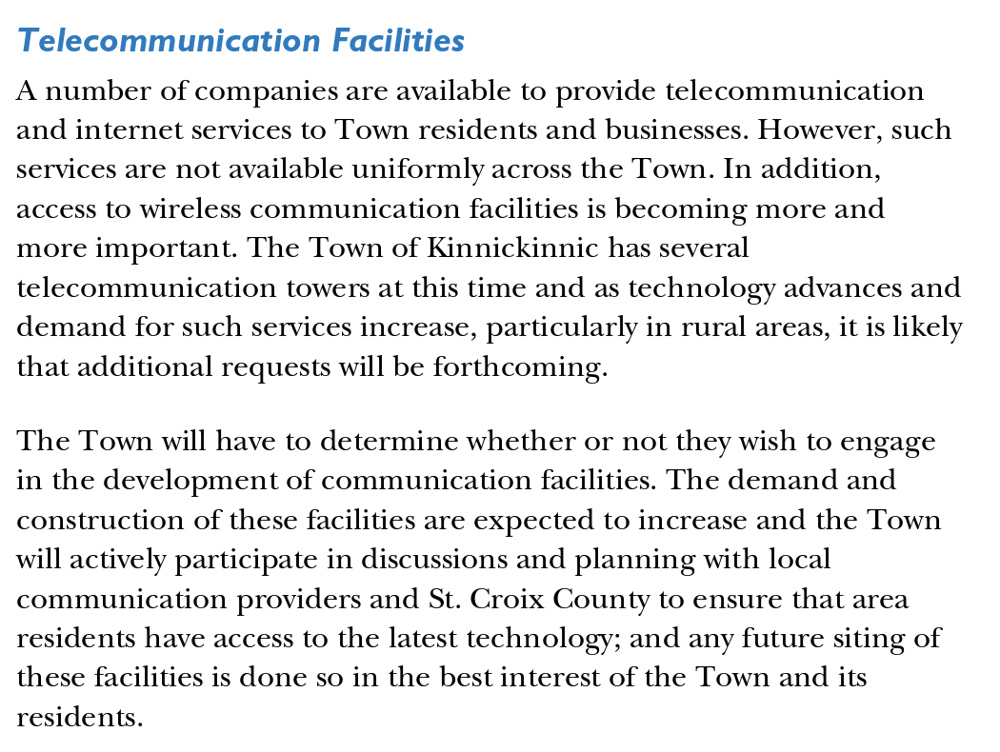 Telecommunication Facilities
A number of companies are available to provide telecommunication
and internet services to Town residents and businesses. However, such
services are not available uniformly across the Town. In addition,
access to wireless communication facilities is becoming more and
more important. The Town of Kinnickinnic has several
telecommunication towers at this time and as technology advances and
demand for such services increase, particularly in rural areas, it is likely
that additional requests will be forthcoming.
The Town will have to determine whether or not they wish to engage
in the development of communication facilities. The demand and
construction of these facilities are expected to increase and the Town
will actively participate in discussions and planning with local
communication providers and St. Croix County to ensure that area
residents have access to the latest technology; and any future siting of
these facilities is done so in the best interest of the Town and its
residents.